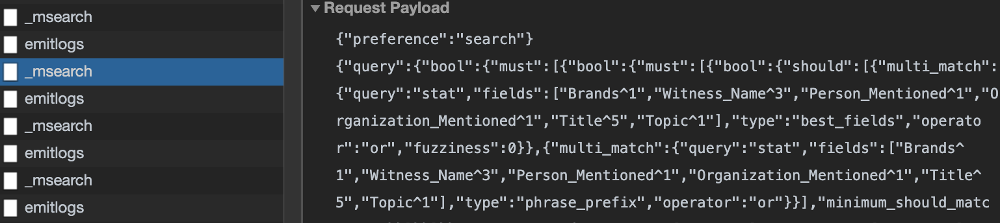 _msearch
emitlogs
_msearch
emitlogs
_msearch
emitlogs
_msearch
emitlogs
Request Payload
{"preference":"search"}
{"query":{"bool":{"must":[{"bool":{"must":[{"bool":{"should":[{"multi_match":
{"query":"stat","fields":["Brands^1","Witness_Name^3","Person_Mentioned^1","O
rganization_Mentioned^1","Title^5","Topic^1"],"type":"best_fields","operato
r":"or","fuzziness":0}},{"multi_match":{"query":"stat","fields":["Brands^
1","Witness_Name^3","Person_Mentioned^1","Organization_Mentioned^1","Title^
5","Topic^1"],"type":"phrase_prefix","operator":"or"}}],"minimum_should_matc